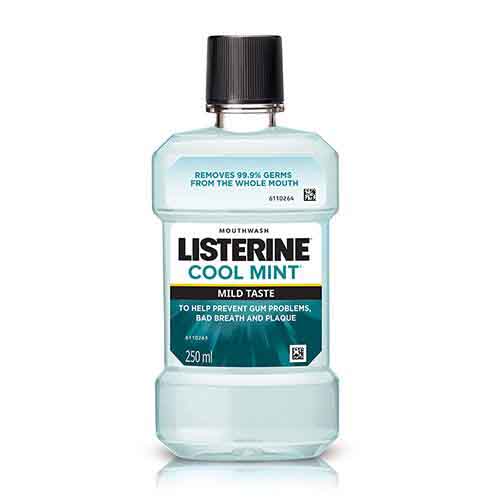 REMOVES 99.9% GERMS
FROM THE WHOLE MOUTH
6110264
MOUTHWASH
LISTERINE
COOL MINT
MILD TASTE
TO HELP PREVENT GUM PROBLEMS,
BAD BREATH AND PLAQUE
6110263
250 ml